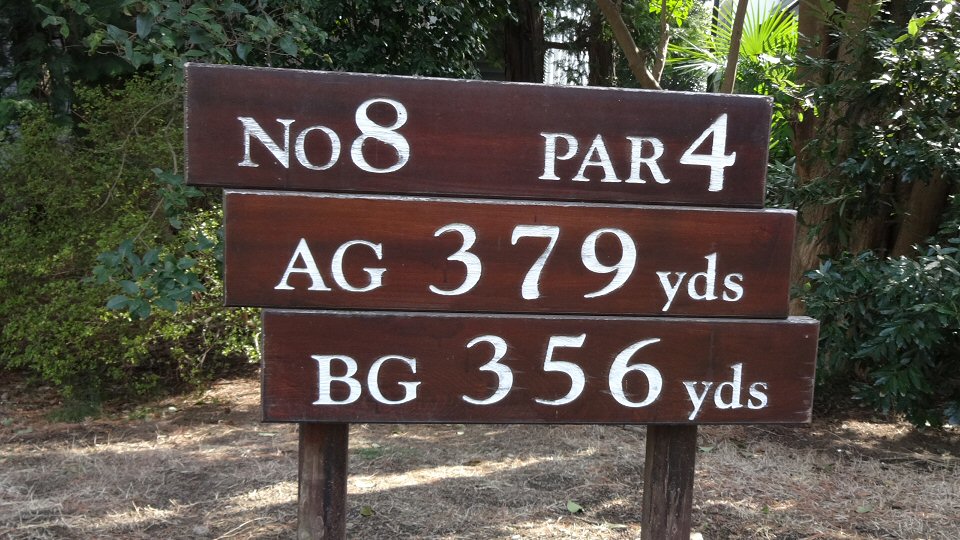 No8 PAR 4
AG 379 yds
BG 356 yds